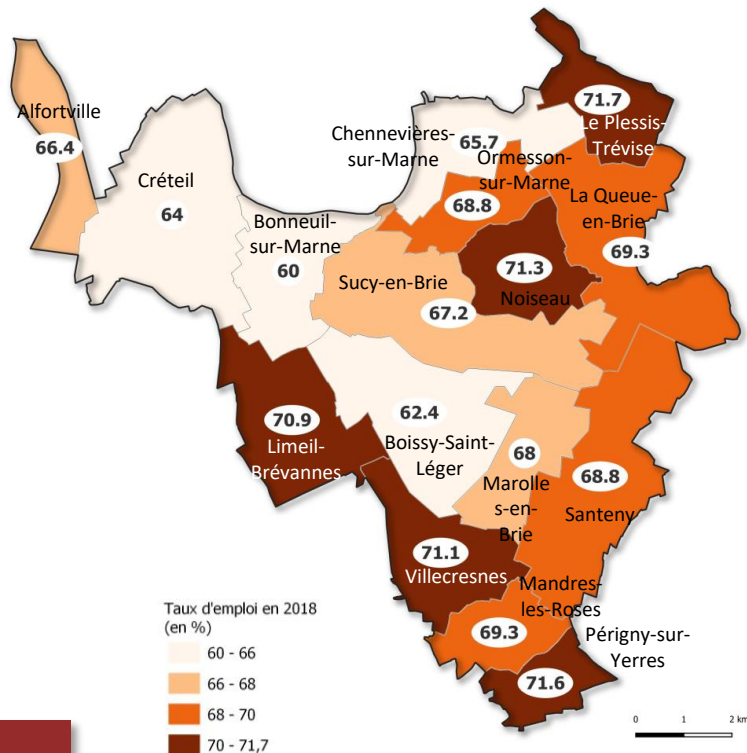 Alfortville
66.4
Créteil
64
Chennevières-
sur-Marne
65.7
71.7
Le Plessis-
Trévise
Ormesson-
sur-Marne
68.8
La Queue-
en-Brie
69.3
Bonneuil-
sur-Marne
60
Sucy-en-Brie
67.2
71.3
Noiseau
70.9
Limeil-
Brévannes
62.4
Boissy-Saint-
Léger
68
Marolle
s-en-
Brie
68.8
Santeny
71.1
Villecresnes
Mandres-
les-Roses
69.3
Périgny-sur-
Yerres
71.6
Taux d'emploi en 2018
(en %)
60 - 66
66 - 68
68 - 70
70 - 71,7
0 1 2 km